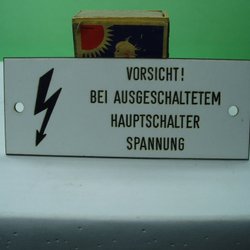 VORSICHT!
BEI AUSGESCHALTETEM
HAUPTSCHALTER
SPANNUNG